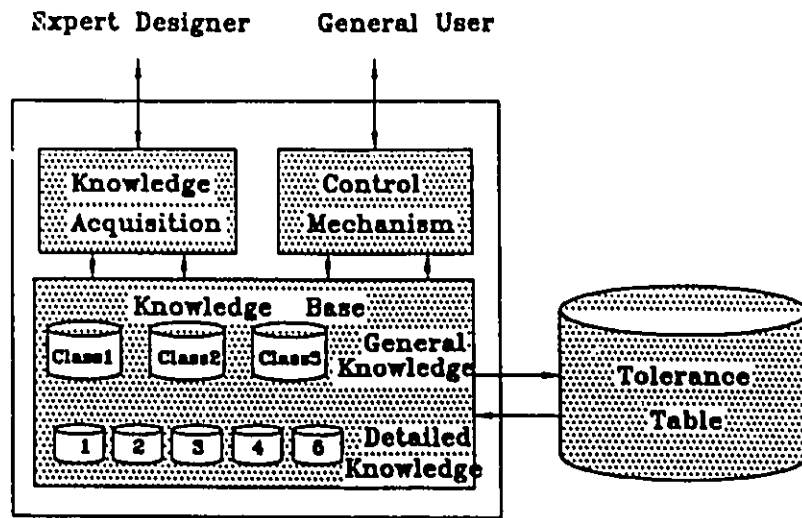 Expert Designer General User
Knowledge Acquisition
Control Mechanism
Knowledge Base
Class1 Class2 Class3
General Knowledge
1 2 3 4 5
Detailed Knowledge
Tolerance Table